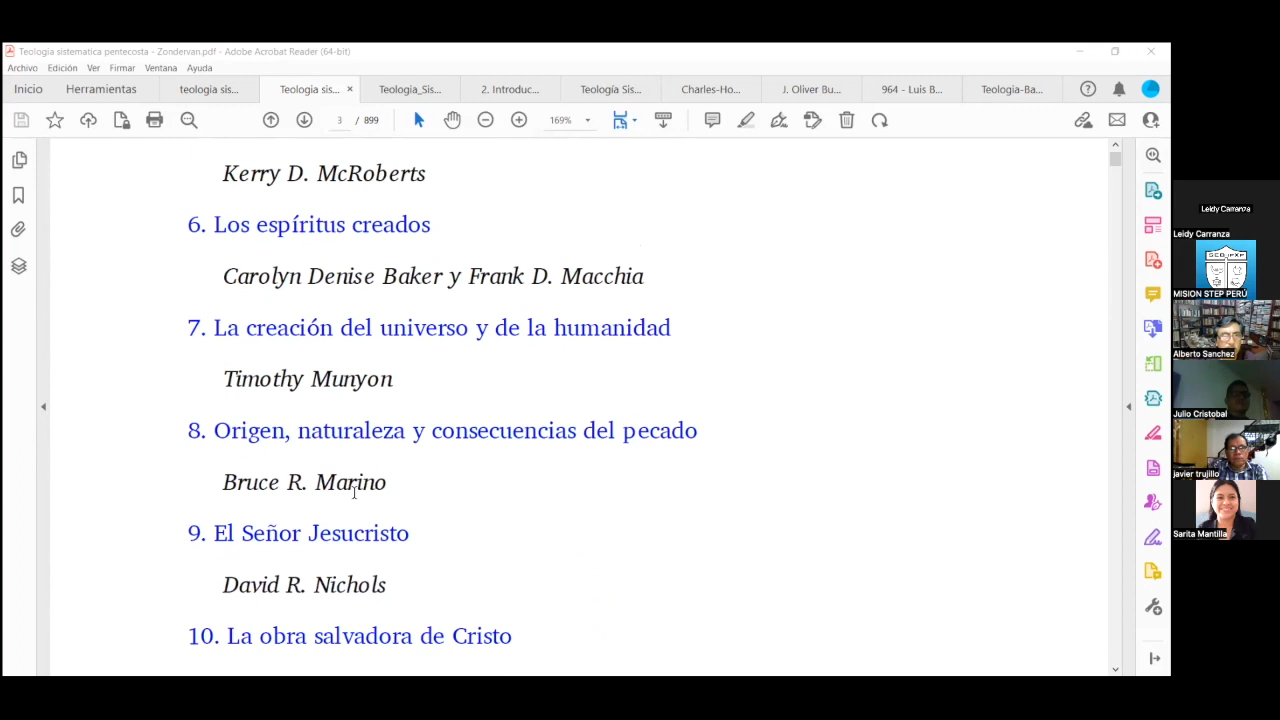 Teologia sistematica pentecosta - Zondervan.pdf - Adobe Acrobat Reader (64-bit)
Archivo Edición Ver Firmar Ventana Ayuda
Inicio Herramientas teologia sis... Teologia sis... × Teologia_Sis... 2. Introduc... Teología Sis... Charles-Ho... J. Oliver Bu... 964 - Luis B... Teologia-Ba...
3 / 899 169%
Kerry D. McRoberts
6. Los espíritus creados
Carolyn Denise Baker y Frank D. Macchia
7. La creación del universo y de la humanidad
Timothy Munyon
8. Origen, naturaleza y consecuencias del pecado
Bruce R. Marino
9. El Señor Jesucristo
David R. Nichols
10. La obra salvadora de Cristo
Leidy Carranza
Leidy Carranza
MISION STEP PERÚ
Alberto Sanchez
Julio Cristobal
javier trujillo
Sarita Mantilla